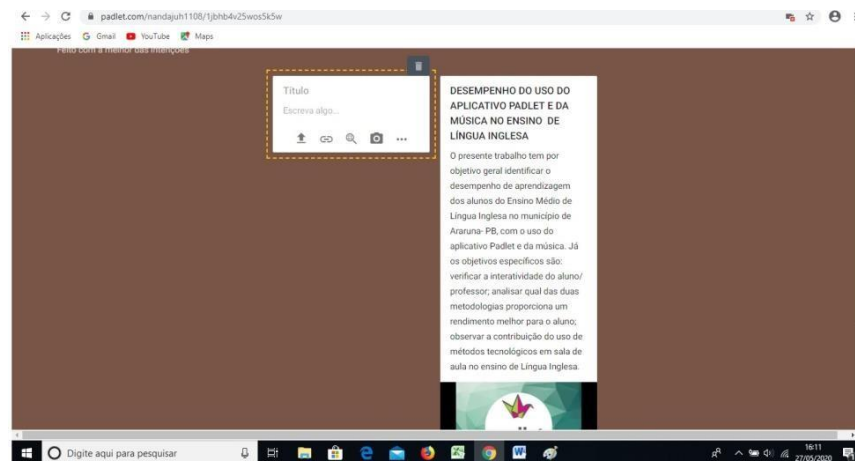 padlet.com/nandajuh1108/1jbhb4v25wos5k5w
Aplicações Gmail YouTube Maps
Feito com a melhor das intenções
Título
Escreva algo...
DESEMPENHO DO USO DO
APLICATIVO PADLET E DA
MÚSICA NO ENSINO DE
LÍNGUA INGLESA
O presente trabalho tem por
objetivo geral identificar o
desempenho de aprendizagem
dos alunos do Ensino Médio de
Língua Inglesa no município de
Araruna- PB, com o uso do
aplicativo Padlet e da música. Já
os objetivos específicos são:
verificar a interatividade do aluno/
professor; analisar qual das duas
metodologias proporciona um
rendimento melhor para o aluno;
observar a contribuição do uso de
métodos tecnológicos em sala de
aula no ensino de Língua Inglesa.
Digite aqui para pesquisar
16:11
27/05/2020